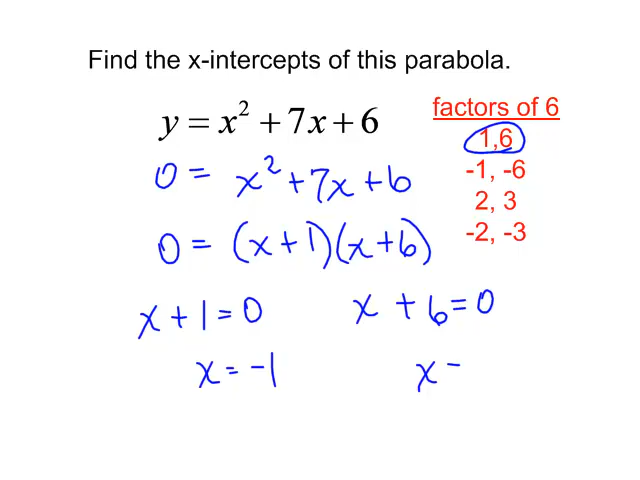 Find the x-intercepts of this parabola.
y = x² + 7x + 6
factors of 6
1,6
-1, -6
2, 3
-2, -3
0 = x² + 7x + 6
0 = (x + 1)(x + 6)
x + 1 = 0 x + 6 = 0
x = -1 x =